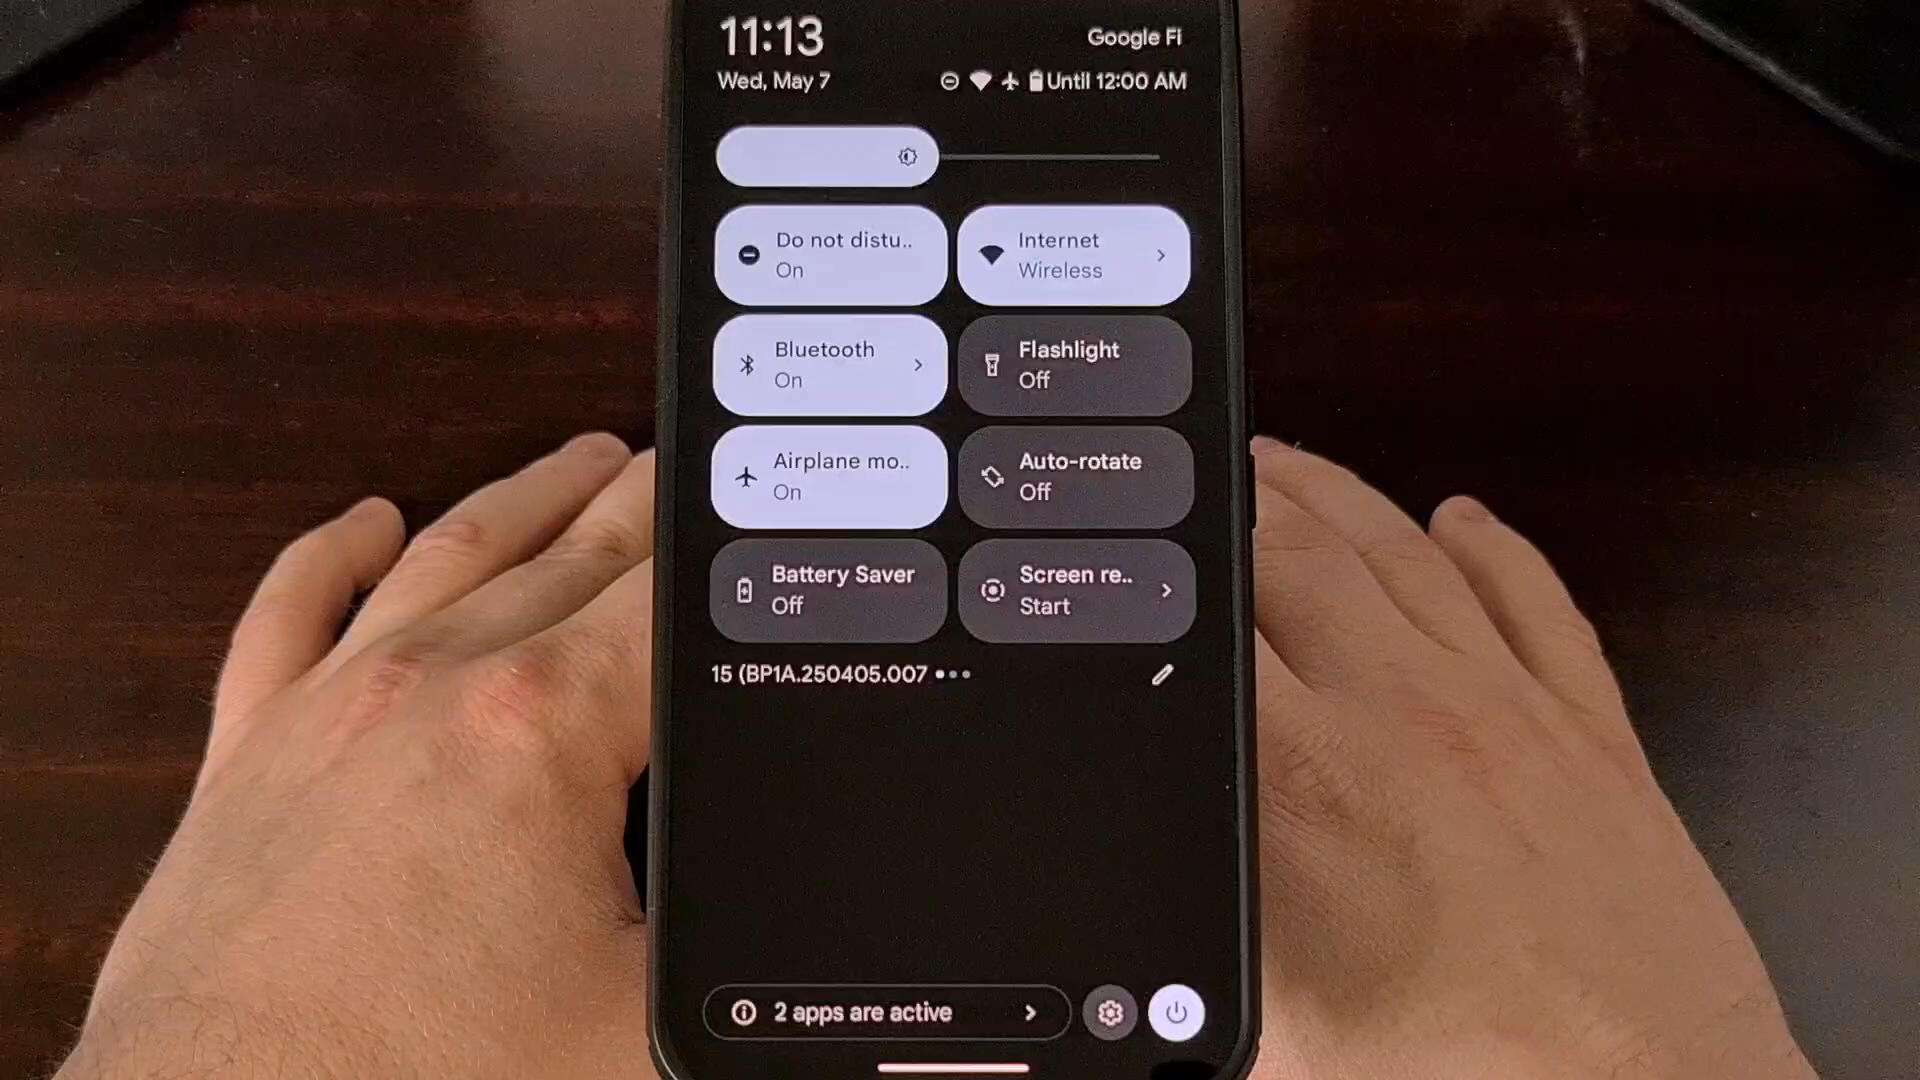 11:13
Google Fi
Wed, May 7
Until 12:00 AM
Do not distu..
On
Internet
Wireless
Bluetooth
On
Flashlight
Off
Airplane mo..
On
Auto-rotate
Off
Battery Saver
Off
Screen re..
Start
15 (BP1A.250405.007
2 apps are active